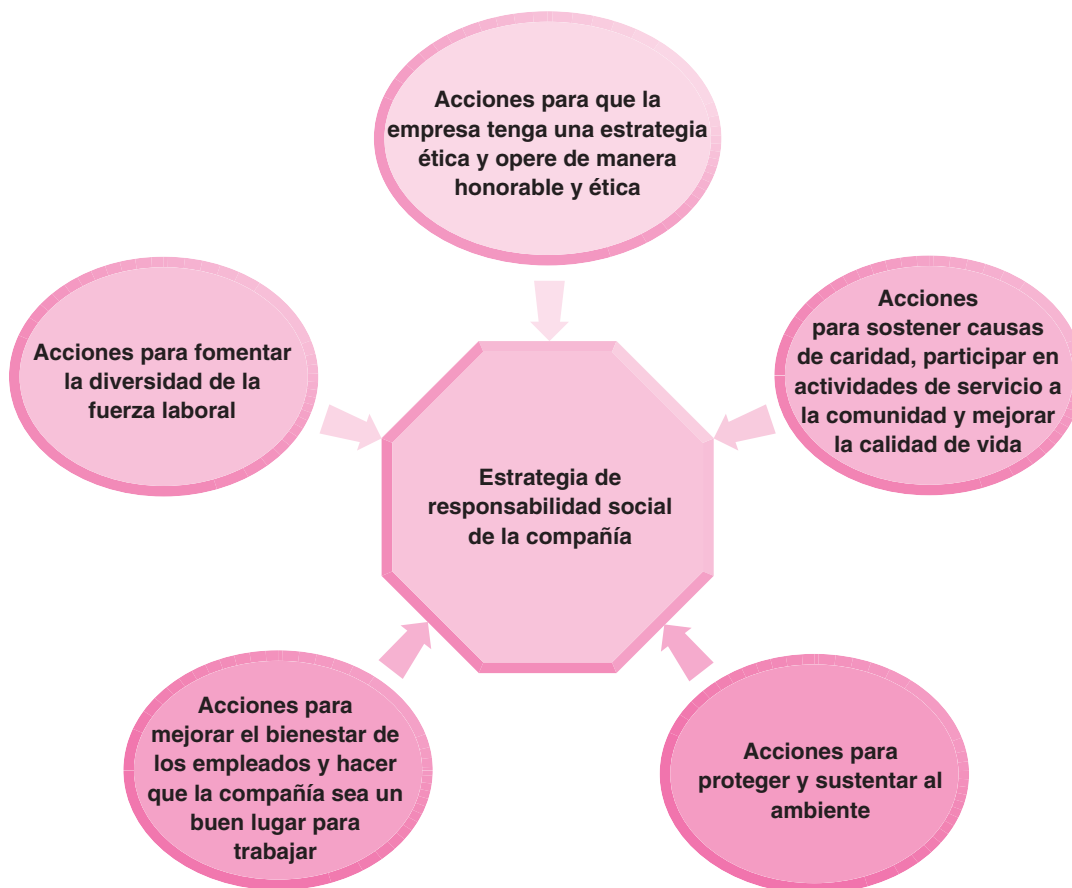 Acciones para que la
empresa tenga una estrategia
ética y opere de manera
honorable y ética
Acciones para fomentar
la diversidad de la
fuerza laboral
Acciones
para sostener causas
de caridad, participar en
actividades de servicio a
la comunidad y mejorar
la calidad de vida
Estrategia de
responsabilidad social
de la compañía
Acciones para
mejorar el bienestar de
los empleados y hacer
que la compañía sea un
buen lugar para
trabajar
Acciones para
proteger y sustentar al
ambiente